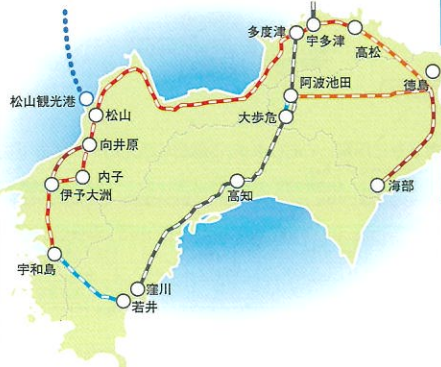 多度津
宇多津
高松
徳島
阿波池田
大歩危
松山観光港
松山
向井原
内子
伊予大洲
高知
海部
宇和島
窪川
若井